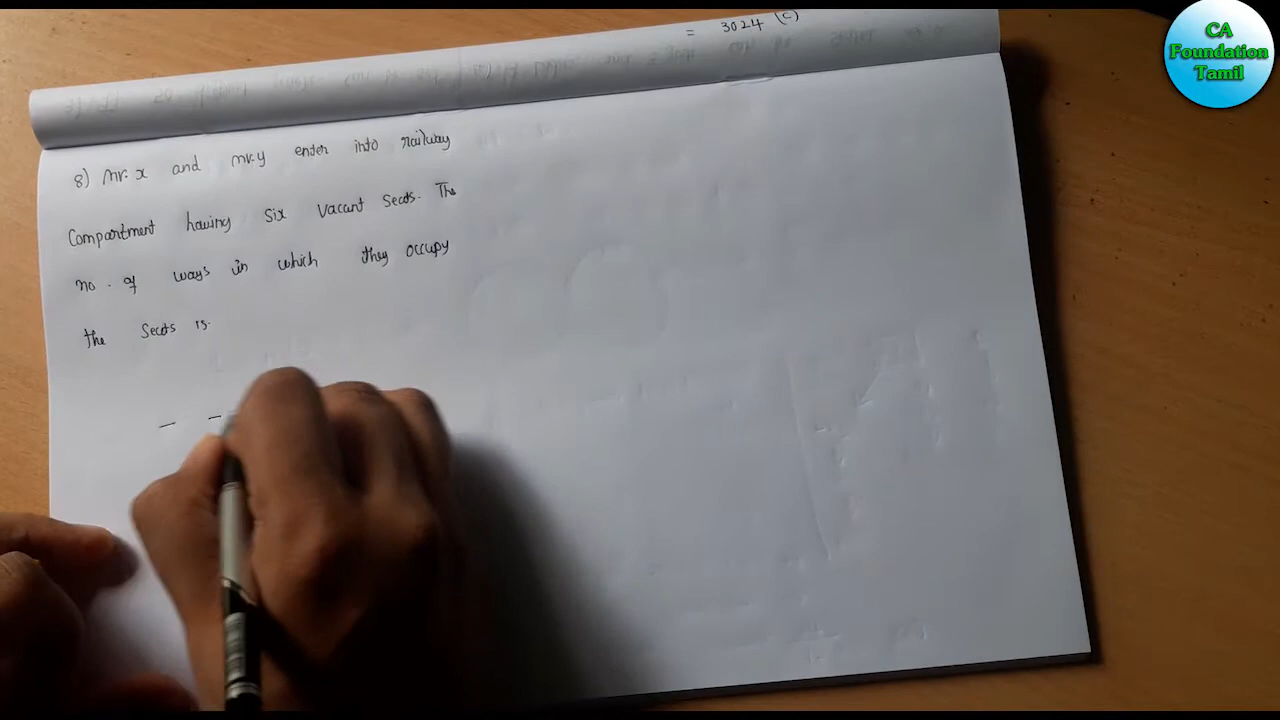 = 3024 (C)
8) Mr. x and mr.y enter into railway
Compartment having six vacant seats. The
no. of ways in which they occupy
the seats is.
CA
Foundation
Tamil